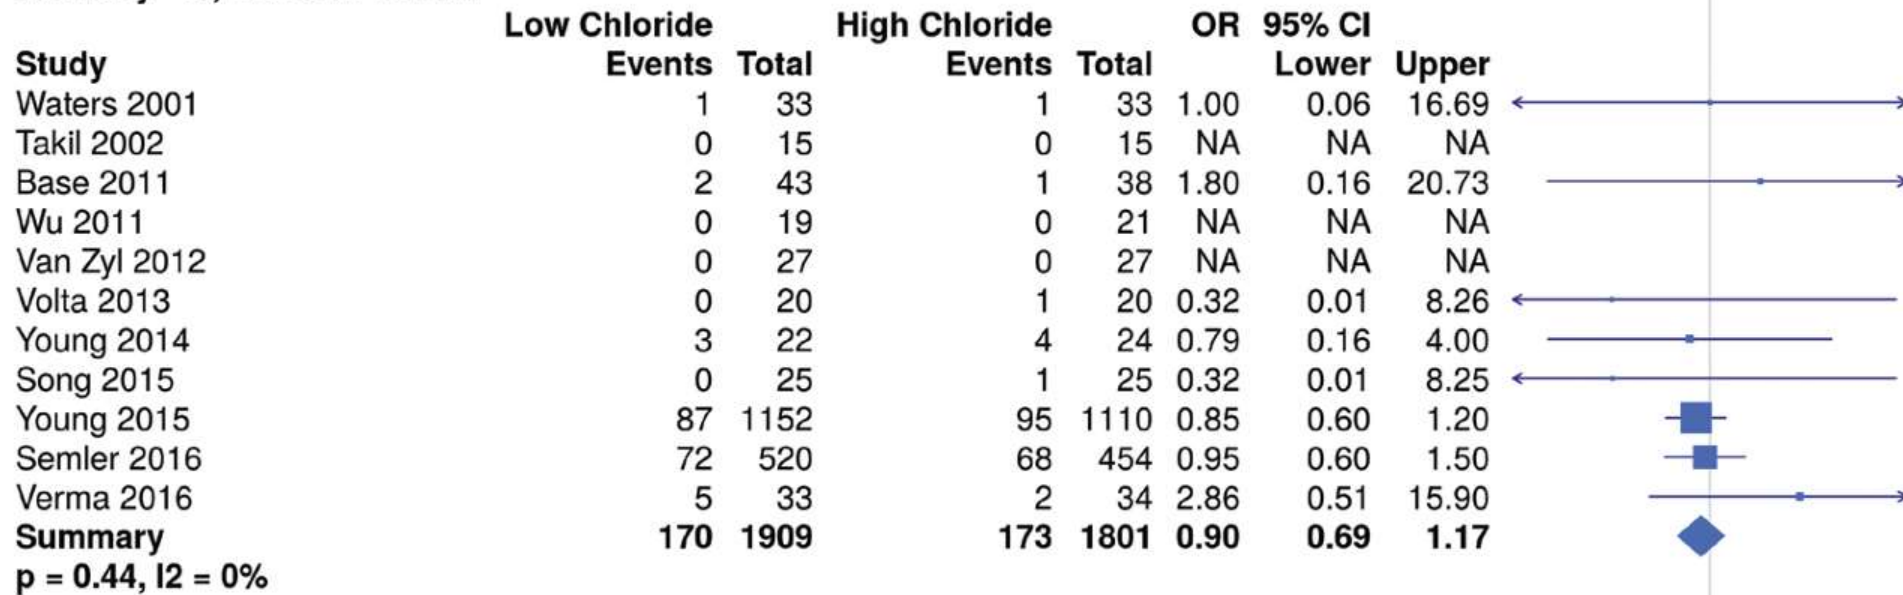 Low Chloride High Chloride OR 95% CI
Study Events Total Events Total Lower Upper
Waters 2001 1 33 1 33 1.00 0.06 16.69
Takil 2002 0 15 0 15 NA NA NA
Base 2011 2 43 1 38 1.80 0.16 20.73
Wu 2011 0 19 0 21 NA NA NA
Van Zyl 2012 0 27 0 27 NA NA NA
Volta 2013 0 20 1 20 0.32 0.01 8.26
Young 2014 3 22 4 24 0.79 0.16 4.00
Song 2015 0 25 1 25 0.32 0.01 8.25
Young 2015 87 1152 95 1110 0.85 0.60 1.20
Semler 2016 72 520 68 454 0.95 0.60 1.50
Verma 2016 5 33 2 34 2.86 0.51 15.90
Summary 170 1909 173 1801 0.90 0.69 1.17
p = 0.44, I2 = 0%